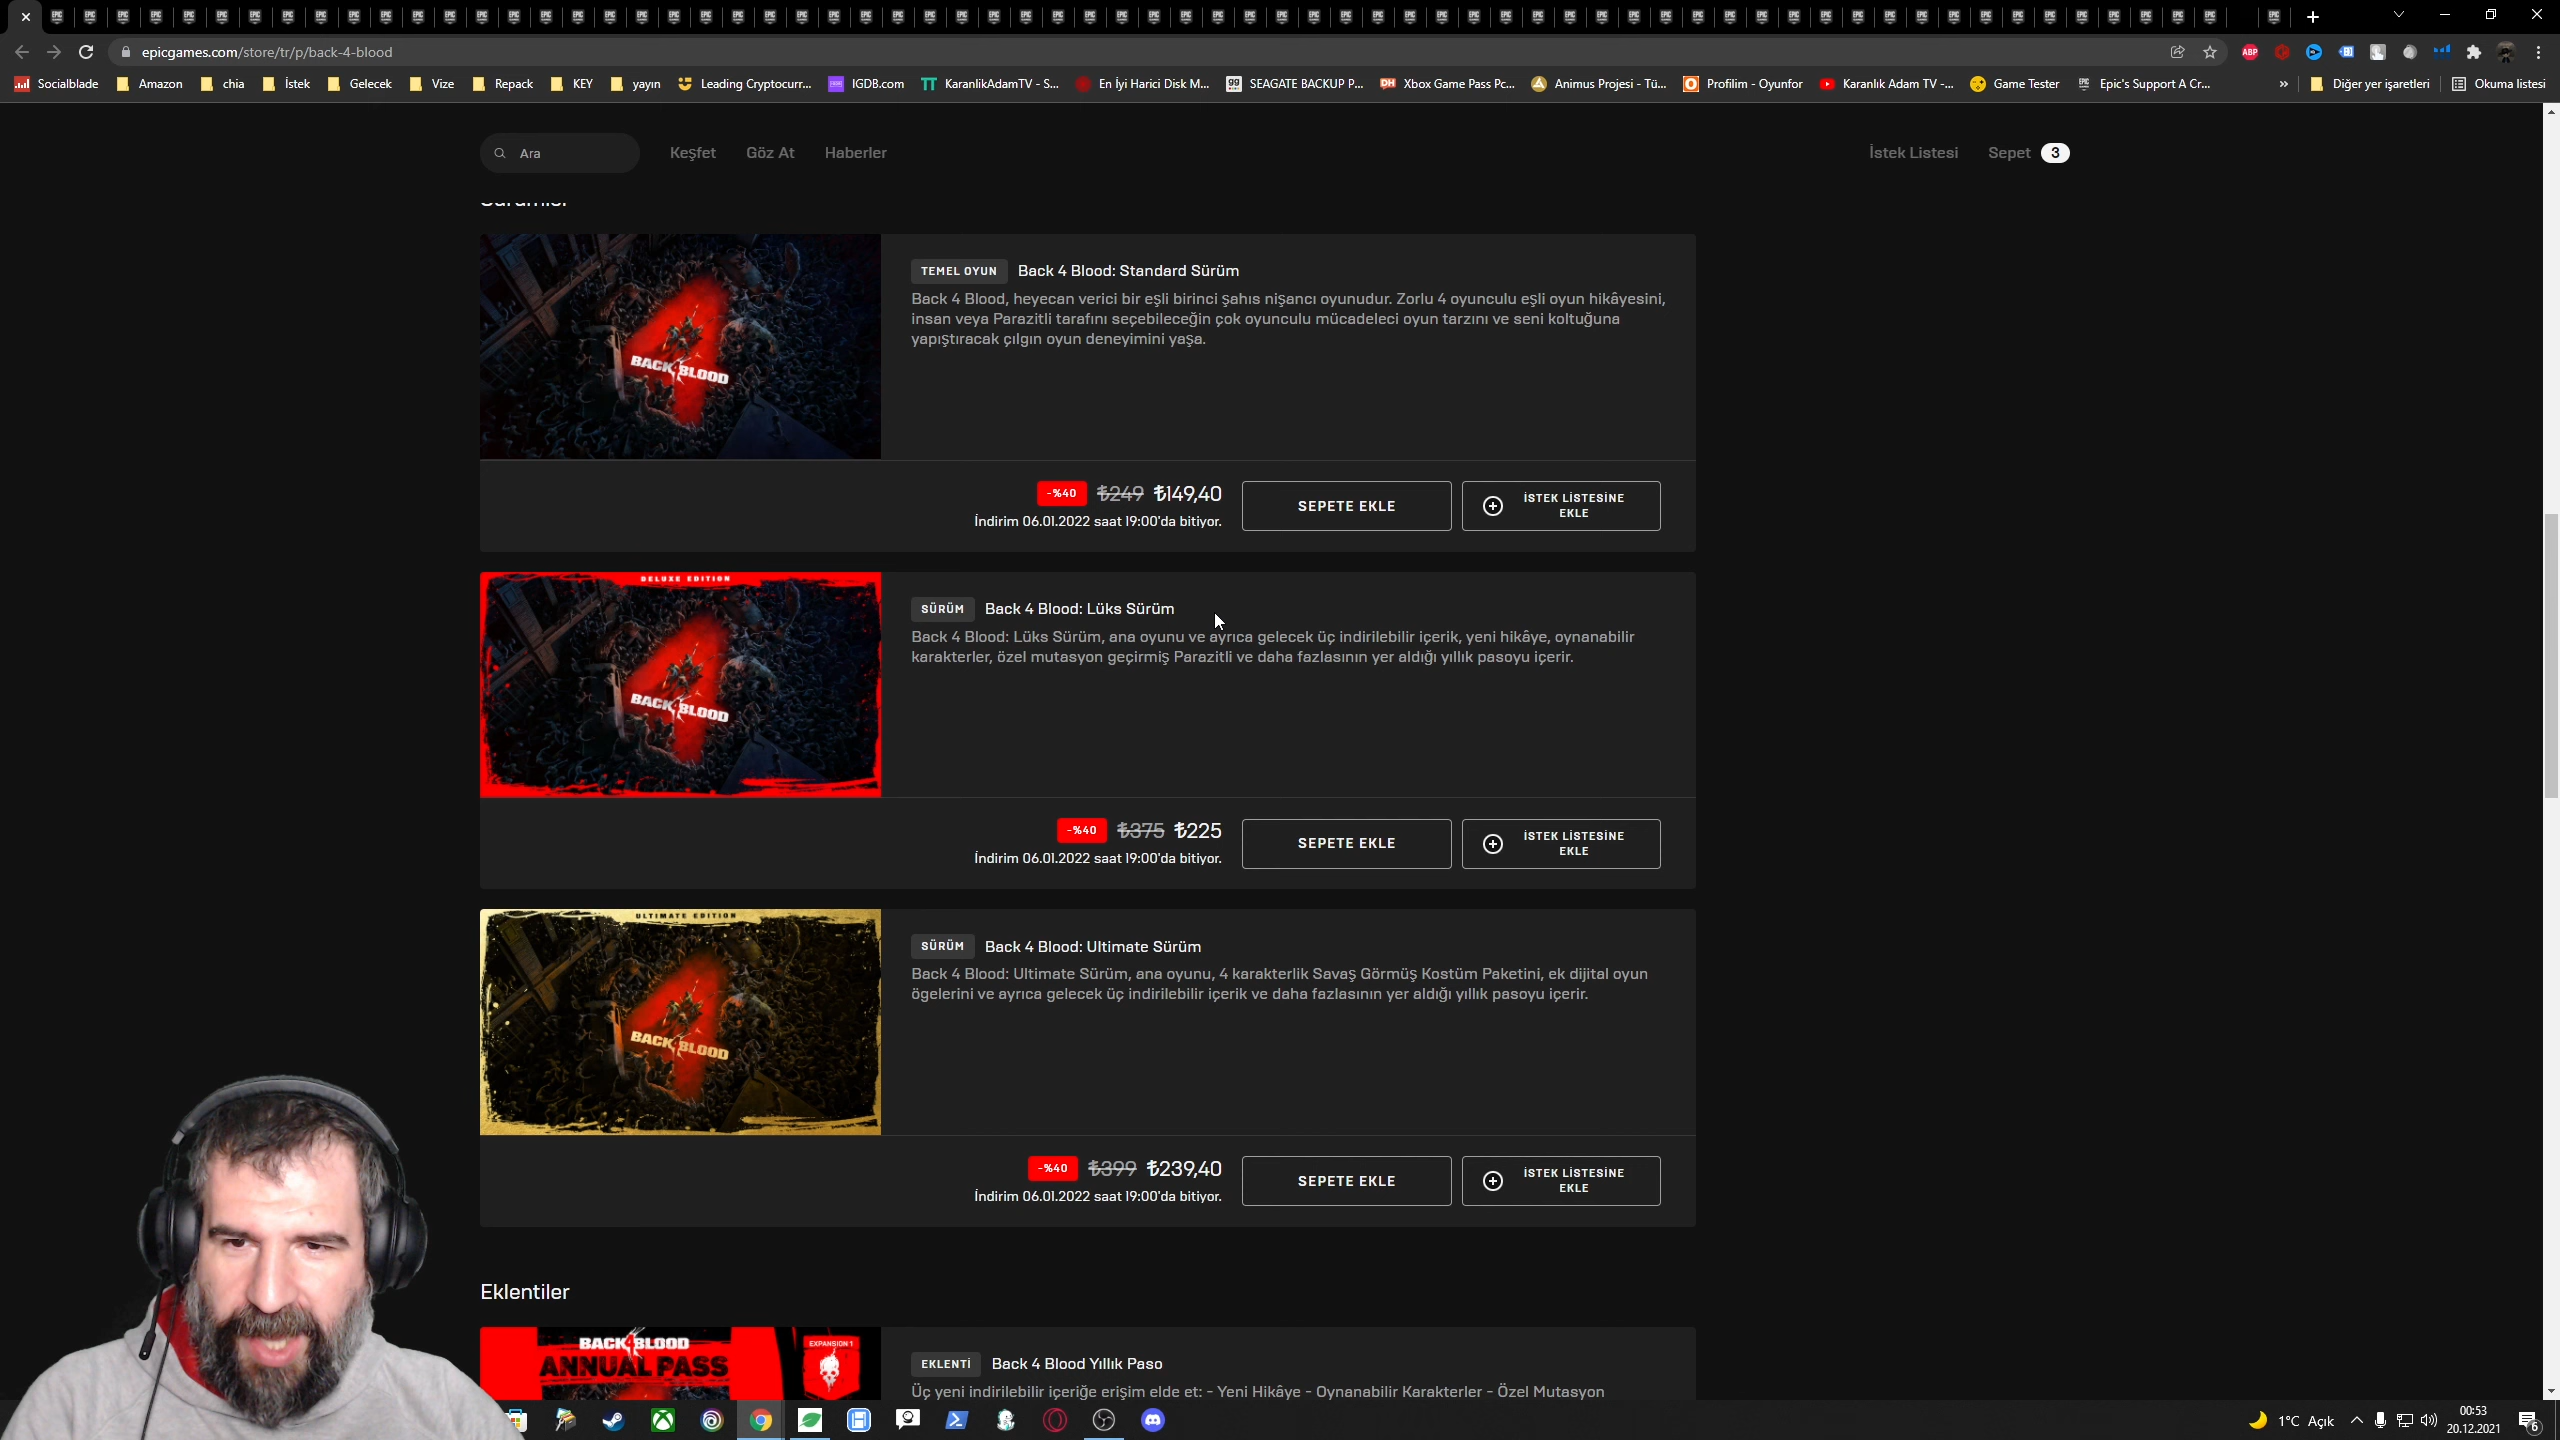 epicgames.com/store/tr/p/back-4-blood
Socialblade
Amazon
chia
İstek
Gelecek
Vize
Repack
KEY
yayın
Leading Cryptocurr...
IGDB.com
KaranlikAdamTV - S...
En İyi Harici Disk M...
SEAGATE BACKUP P...
Xbox Game Pass Pc...
Animus Projesi - Tü...
Profilim - Oyunfor
Karanlık Adam TV -...
Game Tester
Epic's Support A Cr...
»
Diğer yer işaretleri
Okuma listesi
Ara
Keşfet
Göz At
Haberler
İstek Listesi
Sepet 3
TEMEL OYUN Back 4 Blood: Standard Sürüm
Back 4 Blood, heyecan verici bir eşli birinci şahıs nişancı oyunudur. Zorlu 4 oyunculu eşli oyun hikâyesini,
insan veya Parazitli tarafını seçebileceğin çok oyunculu mücadeleci oyun tarzını ve seni koltuğuna
yapıştıracak çılgın oyun deneyimini yaşa.
BACK 4 BLOOD
-%40 ₺249 ₺149,40
İndirim 06.01.2022 saat 19:00'da bitiyor.
SEPETE EKLE
İSTEK LİSTESİNE
EKLE
DELUXE EDITION
BACK 4 BLOOD
SÜRÜM Back 4 Blood: Lüks Sürüm
Back 4 Blood: Lüks Sürüm, ana oyunu ve ayrıca gelecek üç indirilebilir içerik, yeni hikâye, oynanabilir
karakterler, özel mutasyon geçirmiş Parazitli ve daha fazlasının yer aldığı yıllık pasoyu içerir.
-%40 ₺375 ₺225
İndirim 06.01.2022 saat 19:00'da bitiyor.
SEPETE EKLE
İSTEK LİSTESİNE
EKLE
ULTIMATE EDITION
BACK 4 BLOOD
SÜRÜM Back 4 Blood: Ultimate Sürüm
Back 4 Blood: Ultimate Sürüm, ana oyunu, 4 karakterlik Savaş Görmüş Kostüm Paketini, ek dijital oyun
ögelerini ve ayrıca gelecek üç indirilebilir içerik ve daha fazlasının yer aldığı yıllık pasoyu içerir.
-%40 ₺399 ₺239,40
İndirim 06.01.2022 saat 19:00'da bitiyor.
SEPETE EKLE
İSTEK LİSTESİNE
EKLE
Eklentiler
BACK 4 BLOOD
ANNUAL PASS
EXPANSION 1
EKLENTİ Back 4 Blood Yıllık Paso
Üç yeni indirilebilir içeriğe erişim elde et: - Yeni Hikâye - Oynanabilir Karakterler - Özel Mutasyon
1°C Açık
00:53
20.12.2021
6